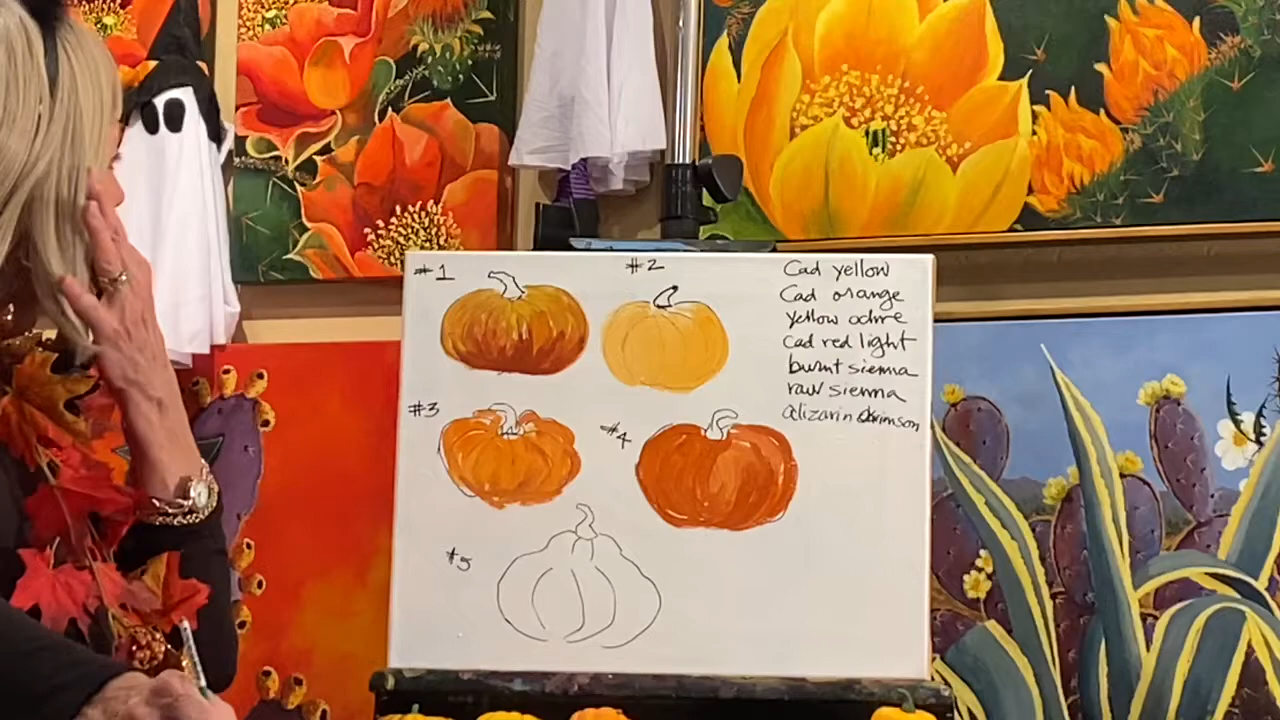 #1
#2
Cad yellow
Cad orange
yellow ochre
Cad red light
burnt sienna
raw sienna
alizarin crimson
#3
#4
#5